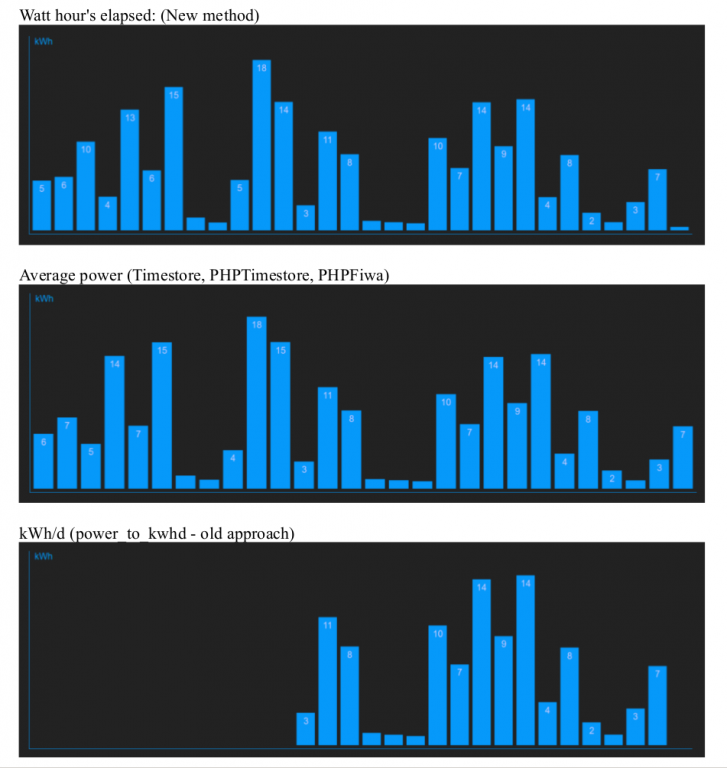 Watt hour's elapsed: (New method)
kWh
5 6 10 4 13 6 15 5 18 14 3 11 8 10 7 14 9 14 4 8 2 3 7
Average power (Timestore, PHPTimestore, PHPFiwa)
kWh
6 7 5 14 7 15 4 18 15 3 11 8 10 7 14 9 14 4 8 2 3 7
kWh/d (power_to_kwhd - old approach)
kWh
3 11 8 10 7 14 9 14 4 8 2 3 7